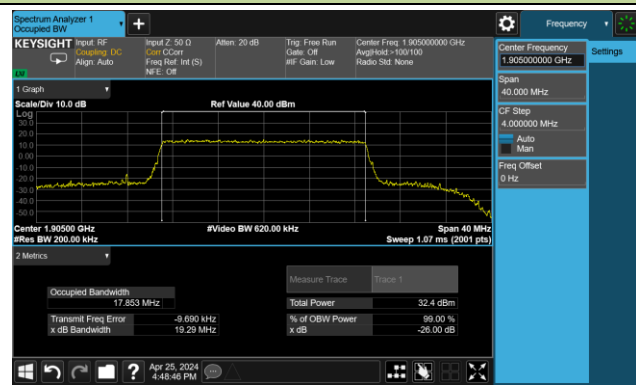 Spectrum Analyzer 1
Occupied BW
+
Frequency
KEYSIGHT
Input: RF
Coupling: DC
Align: Auto
Input Z: 50 Ω
Corr CCorr
Freq Ref: Int (S)
NFE: Off
Atten: 20 dB
Trig: Free Run
Gate: Off
#IF Gain: Low
Center Freq: 1.905000000 GHz
Avg|Hold:>100/100
Radio Std: None
Center Frequency
1.905000000 GHz
Settings
Span
40.000 MHz
CF Step
4.000000 MHz
Auto
Man
Freq Offset
0 Hz
1 Graph
Scale/Div 10.0 dB
Ref Value 40.00 dBm
Log
30.0
20.0
10.0
0.00
-10.0
-20.0
-30.0
-40.0
-50.0
Center 1.90500 GHz
#Video BW 620.00 kHz
Span 40 MHz
#Res BW 200.00 kHz
Sweep 1.07 ms (2001 pts)
2 Metrics
Measure Trace
Trace 1
Occupied Bandwidth
17.853 MHz
Total Power
32.4 dBm
Transmit Freq Error
-9.690 kHz
% of OBW Power
99.00 %
x dB Bandwidth
19.29 MHz
x dB
-26.00 dB
?
Apr 25, 2024
4:48:46 PM